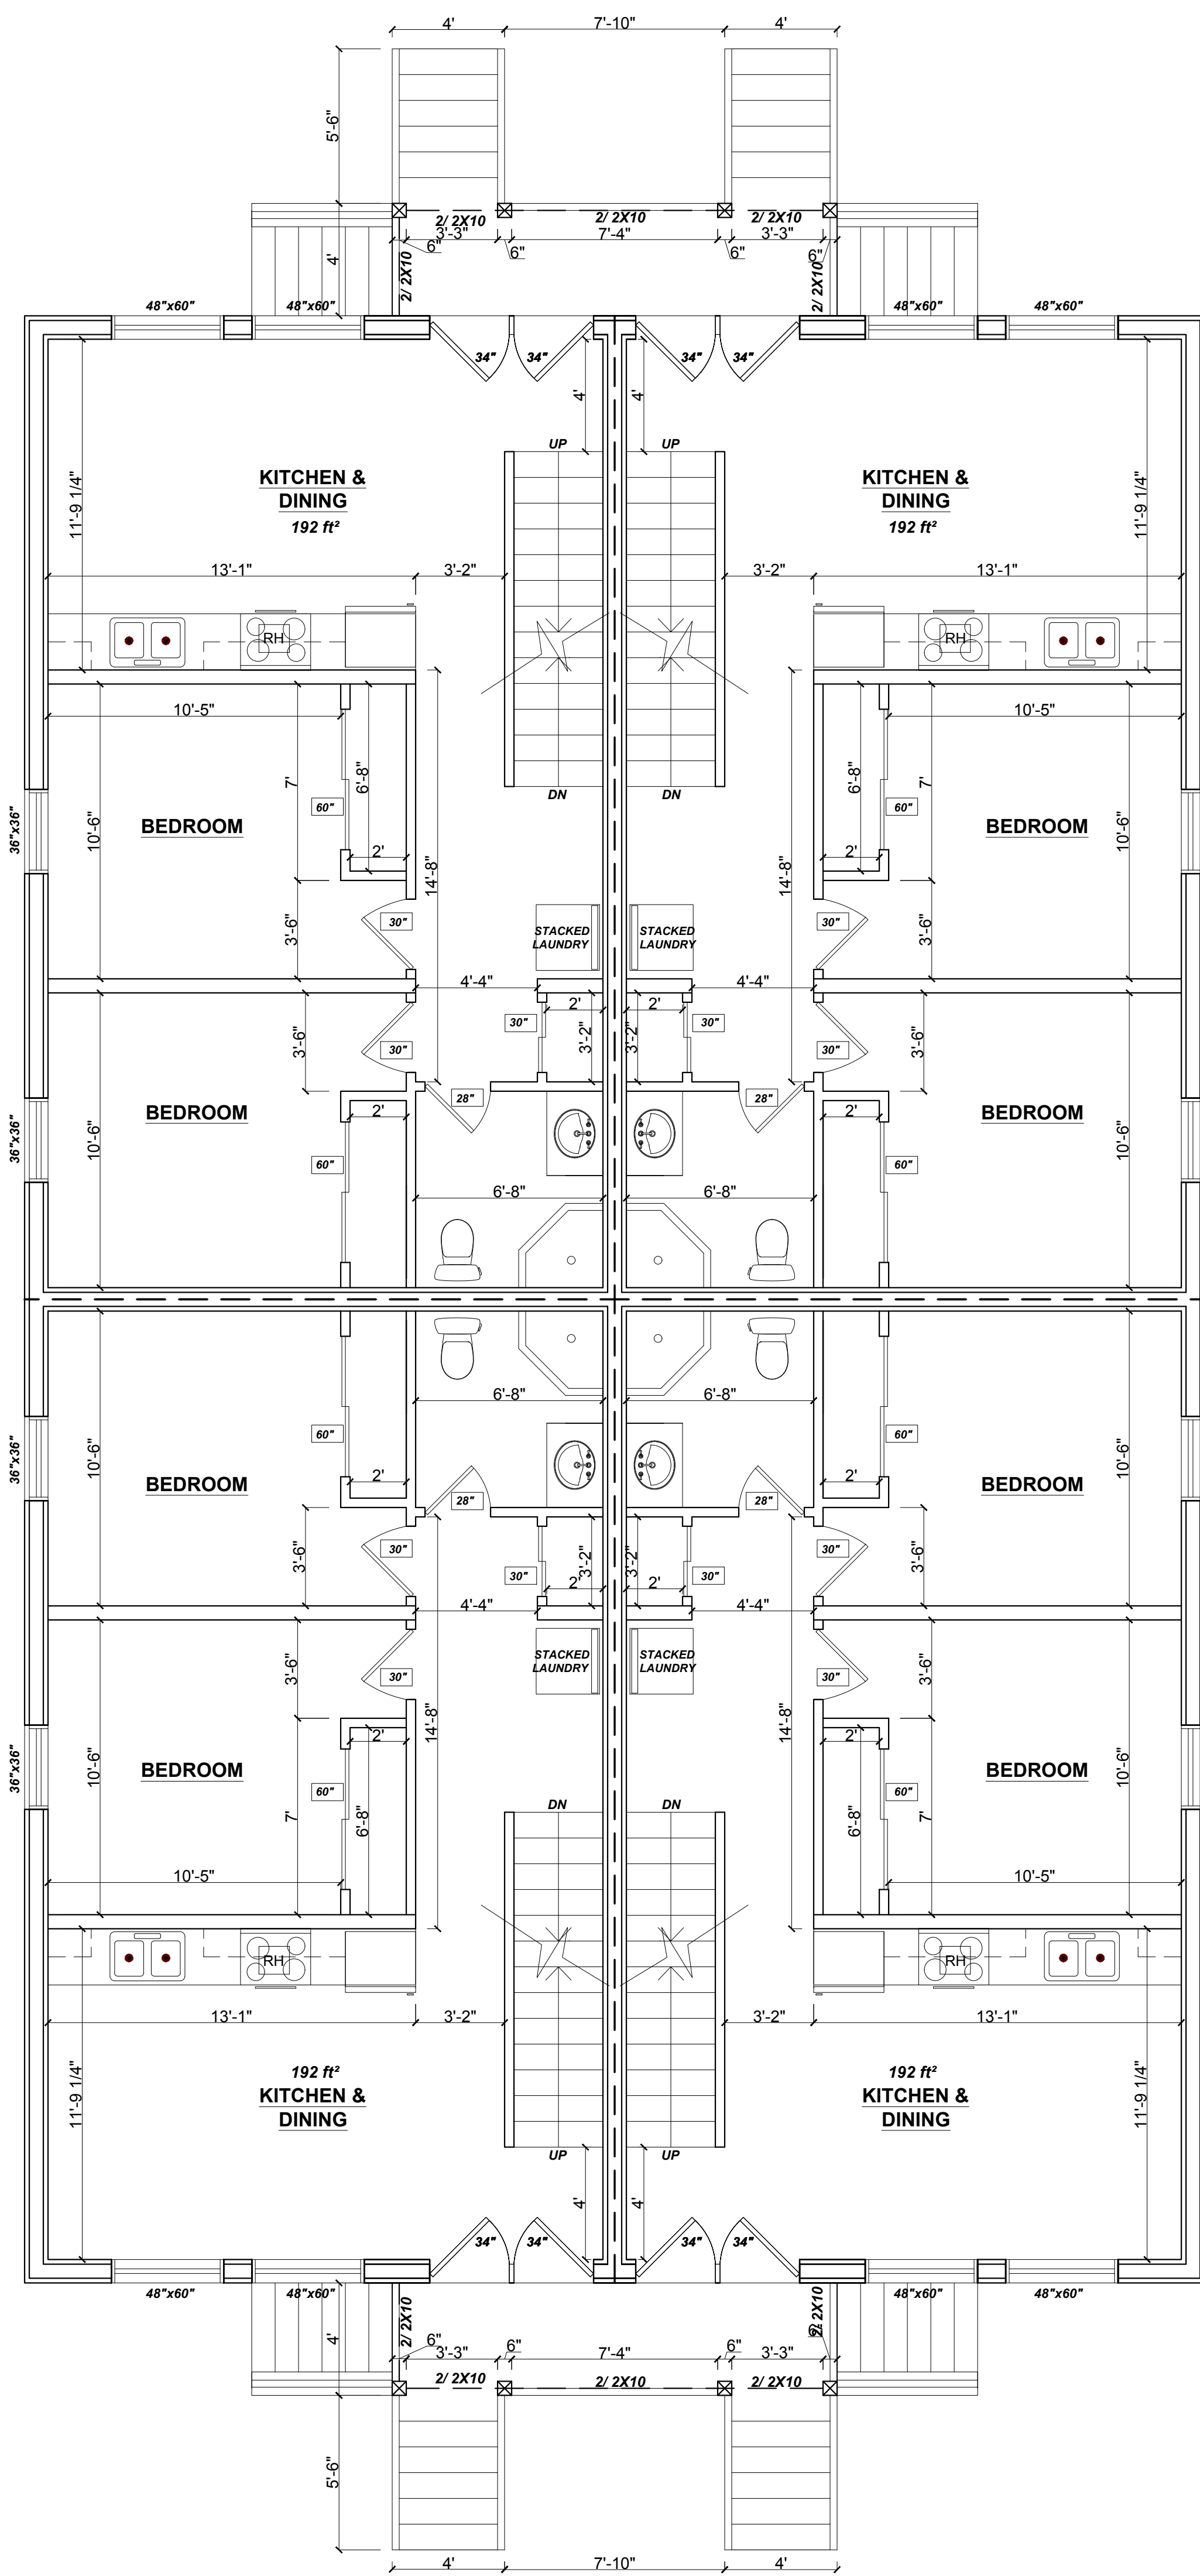 4' 7'-10" 4'
5'-6"
2/ 2X10 2/ 2X10 2/ 2X10
3'-3" 7'-4" 3'-3"
6" 6" 6" 6"
4' 2/ 2X10 2/ 2X10
48"x60" 48"x60" 48"x60" 48"x60"
34" 34" 34" 34"
4' 4'
UP UP
KITCHEN & KITCHEN &
DINING DINING
11'-9 1/4" 192 ft² 192 ft² 11'-9 1/4"
13'-1" 3'-2" 3'-2" 13'-1"
RH RH
10'-5" 10'-5"
7' 6'-8" 6'-8" 7'
DN DN
60" 60"
36"x36" 10'-6" BEDROOM BEDROOM 10'-6"
2' 2'
14'-8" 14'-8"
30" 30"
3'-6" STACKED STACKED 3'-6"
LAUNDRY LAUNDRY
4'-4" 4'-4"
2' 2'
30" 30"
3'-6" 30" 3'-2" 3'-2" 30" 3'-6"
28" 28"
36"x36" 10'-6" BEDROOM 2' 2' BEDROOM 10'-6"
60" 60"
6'-8" 6'-8"
6'-8" 6'-8"
60" 60"
36"x36" 10'-6" BEDROOM 2' 2' BEDROOM 10'-6"
28" 28"
3'-6" 30" 3'-2" 3'-2" 30" 3'-6"
30" 30"
2' 2'
4'-4" 4'-4"
STACKED STACKED
3'-6" LAUNDRY LAUNDRY 3'-6"
30" 30"
14'-8" 14'-8"
2' 2'
36"x36" 10'-6" BEDROOM BEDROOM 10'-6"
60" 60"
DN DN
7' 6'-8" 6'-8" 7'
10'-5" 10'-5"
RH RH
13'-1" 3'-2" 3'-2" 13'-1"
11'-9 1/4" 192 ft² 192 ft² 11'-9 1/4"
KITCHEN & KITCHEN &
DINING DINING
UP UP
4' 4'
34" 34" 34" 34"
48"x60" 48"x60" 48"x60" 48"x60"
4' 2/ 2X10 2/ 2X10
6" 6" 6" 6"
3'-3" 7'-4" 3'-3"
2/ 2X10 2/ 2X10 2/ 2X10
5'-6"
4' 7'-10" 4'